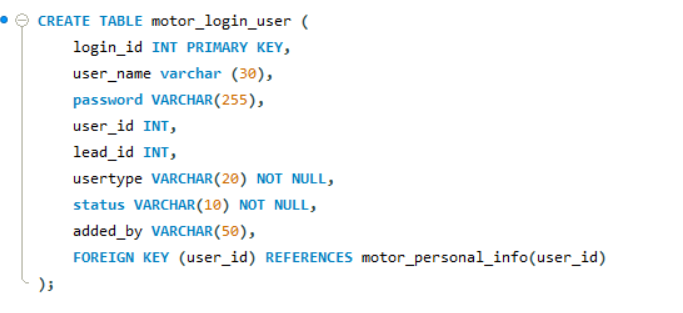 CREATE TABLE motor_login_user (
login_id INT PRIMARY KEY,
user_name varchar (30),
password VARCHAR(255),
user_id INT,
lead_id INT,
usertype VARCHAR(20) NOT NULL,
status VARCHAR(10) NOT NULL,
added_by VARCHAR(50),
FOREIGN KEY (user_id) REFERENCES motor_personal_info(user_id)
);